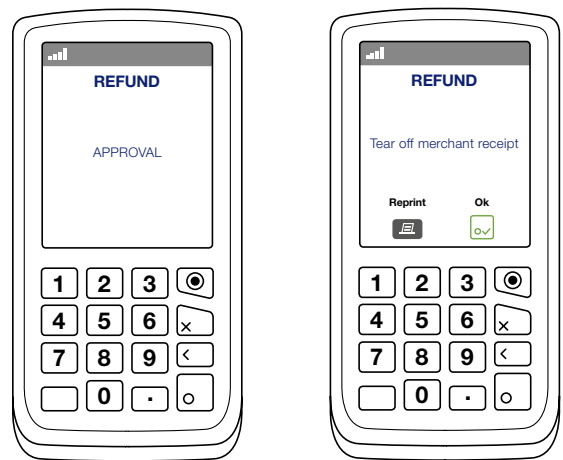 REFUND
APPROVAL
1 2 3
4 5 6 ×
7 8 9 <
0 .
REFUND
Tear off merchant receipt
Reprint Ok
1 2 3
4 5 6 ×
7 8 9 <
0 .